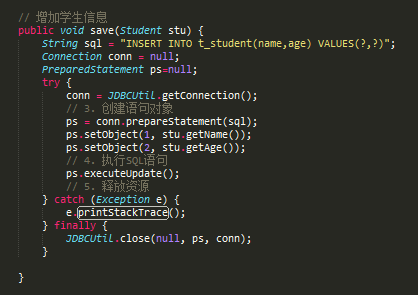 // 增加学生信息
public void save(Student stu) {
    String sql = "INSERT INTO t_student(name,age) VALUES(?,?)";
    Connection conn = null;
    PreparedStatement ps=null;
    try {
        conn = JDBCUtil.getConnection();
        // 3. 创建语句对象
        ps = conn.prepareStatement(sql);
        ps.setObject(1, stu.getName());
        ps.setObject(2, stu.getAge());
        // 4. 执行SQL语句
        ps.executeUpdate();
        // 5. 释放资源
    } catch (Exception e) {
        e.printStackTrace();
    } finally {
        JDBCUtil.close(null, ps, conn);
    }
}